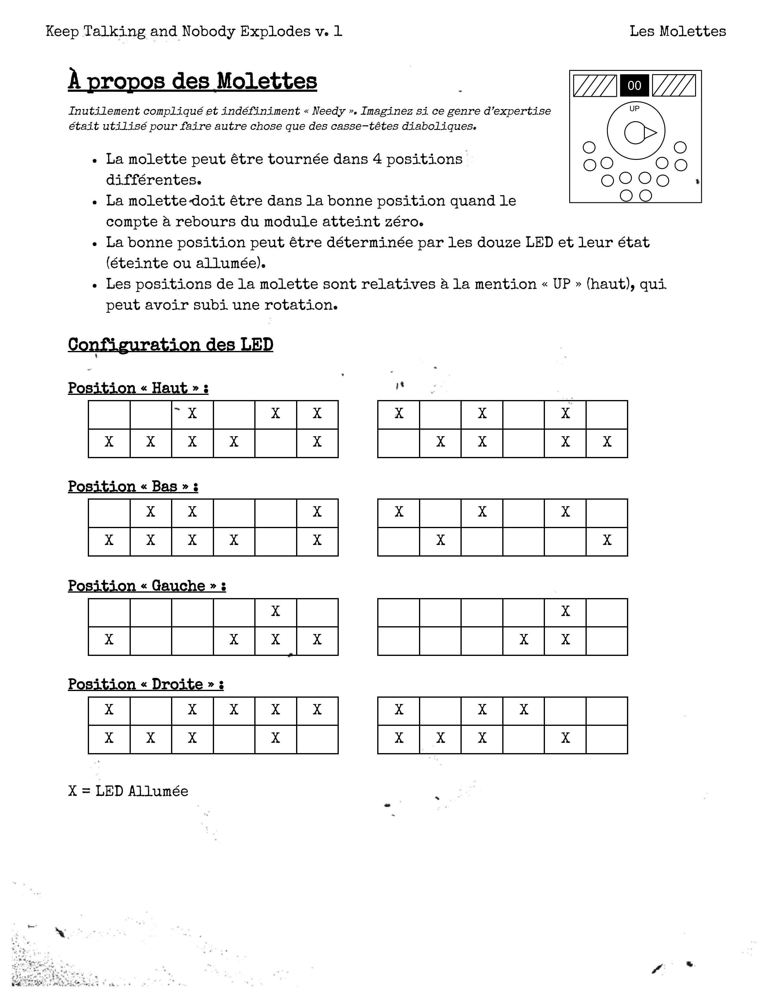 Keep Talking and Nobody Explodes v. 1
Les Molettes
À propos des Molettes
00
UP
Inutilement compliqué et indéfiniment « Needy ». Imaginez si ce genre d'expertise
était utilisé pour faire autre chose que des casse-têtes diaboliques.
• La molette peut être tournée dans 4 positions
différentes.
• La molette doit être dans la bonne position quand le
compte à rebours du module atteint zéro.
• La bonne position peut être déterminée par les douze LED et leur état
(éteinte ou allumée).
• Les positions de la molette sont relatives à la mention « UP » (haut), qui
peut avoir subi une rotation.
Configuration des LED
Position « Haut » :
X X X X X X
X X X X X X X X X
Position « Bas » :
X X X X X X
X X X X X X X
Position « Gauche » :
X X
X X X X X X
Position « Droite » :
X X X X X X X X
X X X X X X X X
X = LED Allumée